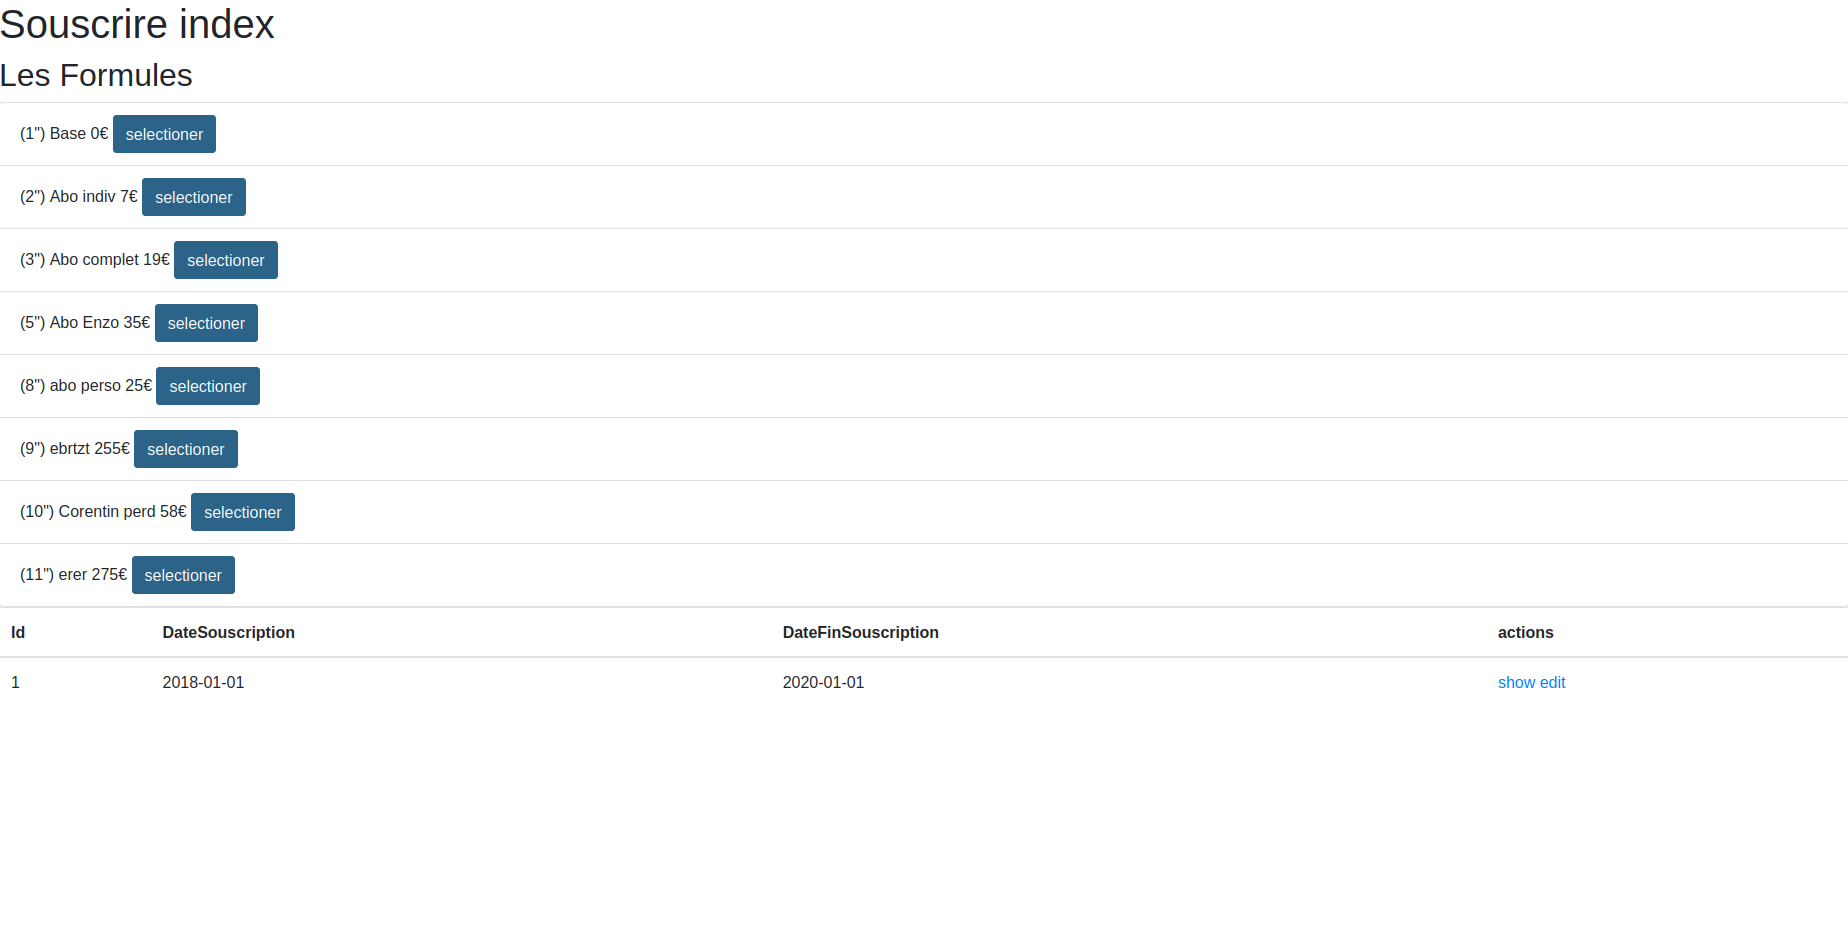 Souscrire index
Les Formules
(1") Base 0€ selectioner
(2") Abo indiv 7€ selectioner
(3") Abo complet 19€ selectioner
(5") Abo Enzo 35€ selectioner
(8") abo perso 25€ selectioner
(9") ebrtzt 255€ selectioner
(10") Corentin perd 58€ selectioner
(11") erer 275€ selectioner
Id DateSouscription DateFinSouscription actions
1 2018-01-01 2020-01-01 show edit